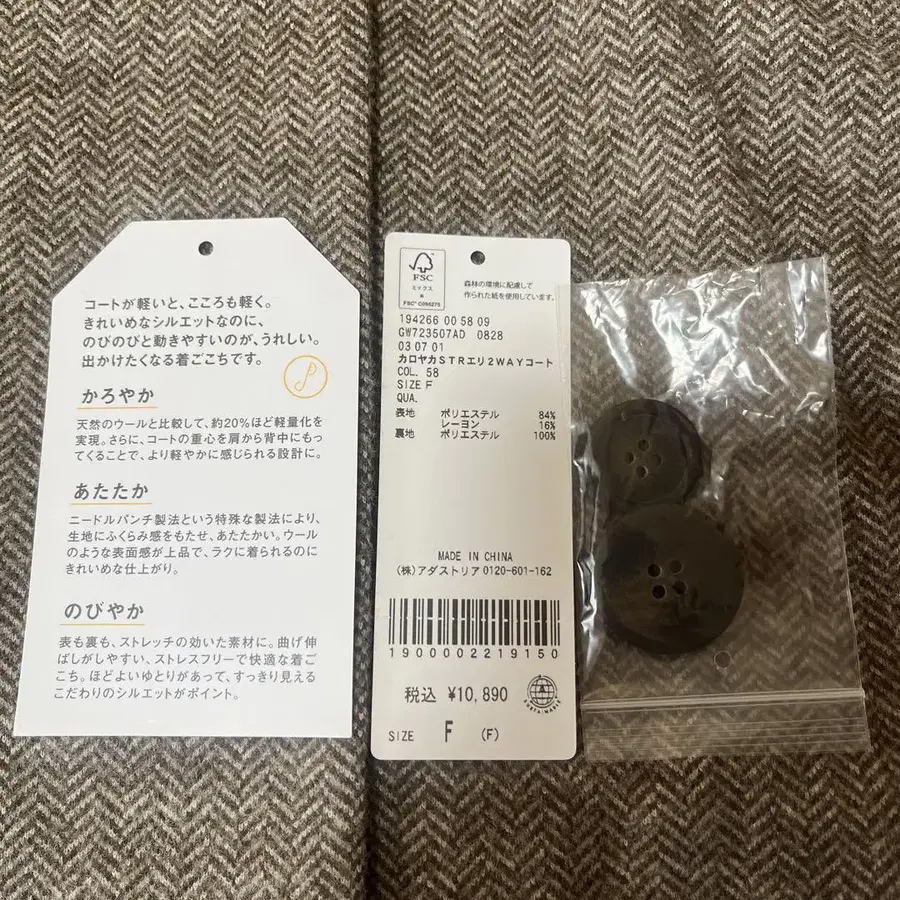 コートが軽いと、こころも軽く。
きれいめなシルエットなのに、
のびのびと動きやすいのが、うれしい。
出かけたくなる着ごこちです。
かろやか
天然のウールと比較して、約20%ほど軽量化を
実現。さらに、コートの重心を肩から背中にもっ
てくることで、より軽やかに感じられる設計に。
あたたか
ニードルパンチ製法という特殊な製法により、
生地にふくらみ感をもたせ、あたたかい。ウール
のような表面感が上品で、ラクに着られるのに
きれいめな仕上がり。
のびやか
表も裏も、ストレッチの効いた素材に。曲げ伸
ばしがしやすい、ストレスフリーで快適な着ご
こち。ほどよいゆとりがあって、すっきり見える
こだわりのシルエットがポイント。
FSC
ミックス
紙
FSC® C098275
森林の環境に配慮して
作られた紙を使用しています。
194266 00 58 09
GW723507AD 0828
03 07 01
カロヤカSTRエリ2WAYコート
COL. 58
SIZE F
QUA.
表地 ポリエステル 84%
レーヨン 16%
裏地 ポリエステル 100%
MADE IN CHINA
(株)アダストリア 0120-601-162
1900002219150
税込 ¥10,890
SIZE F (F)